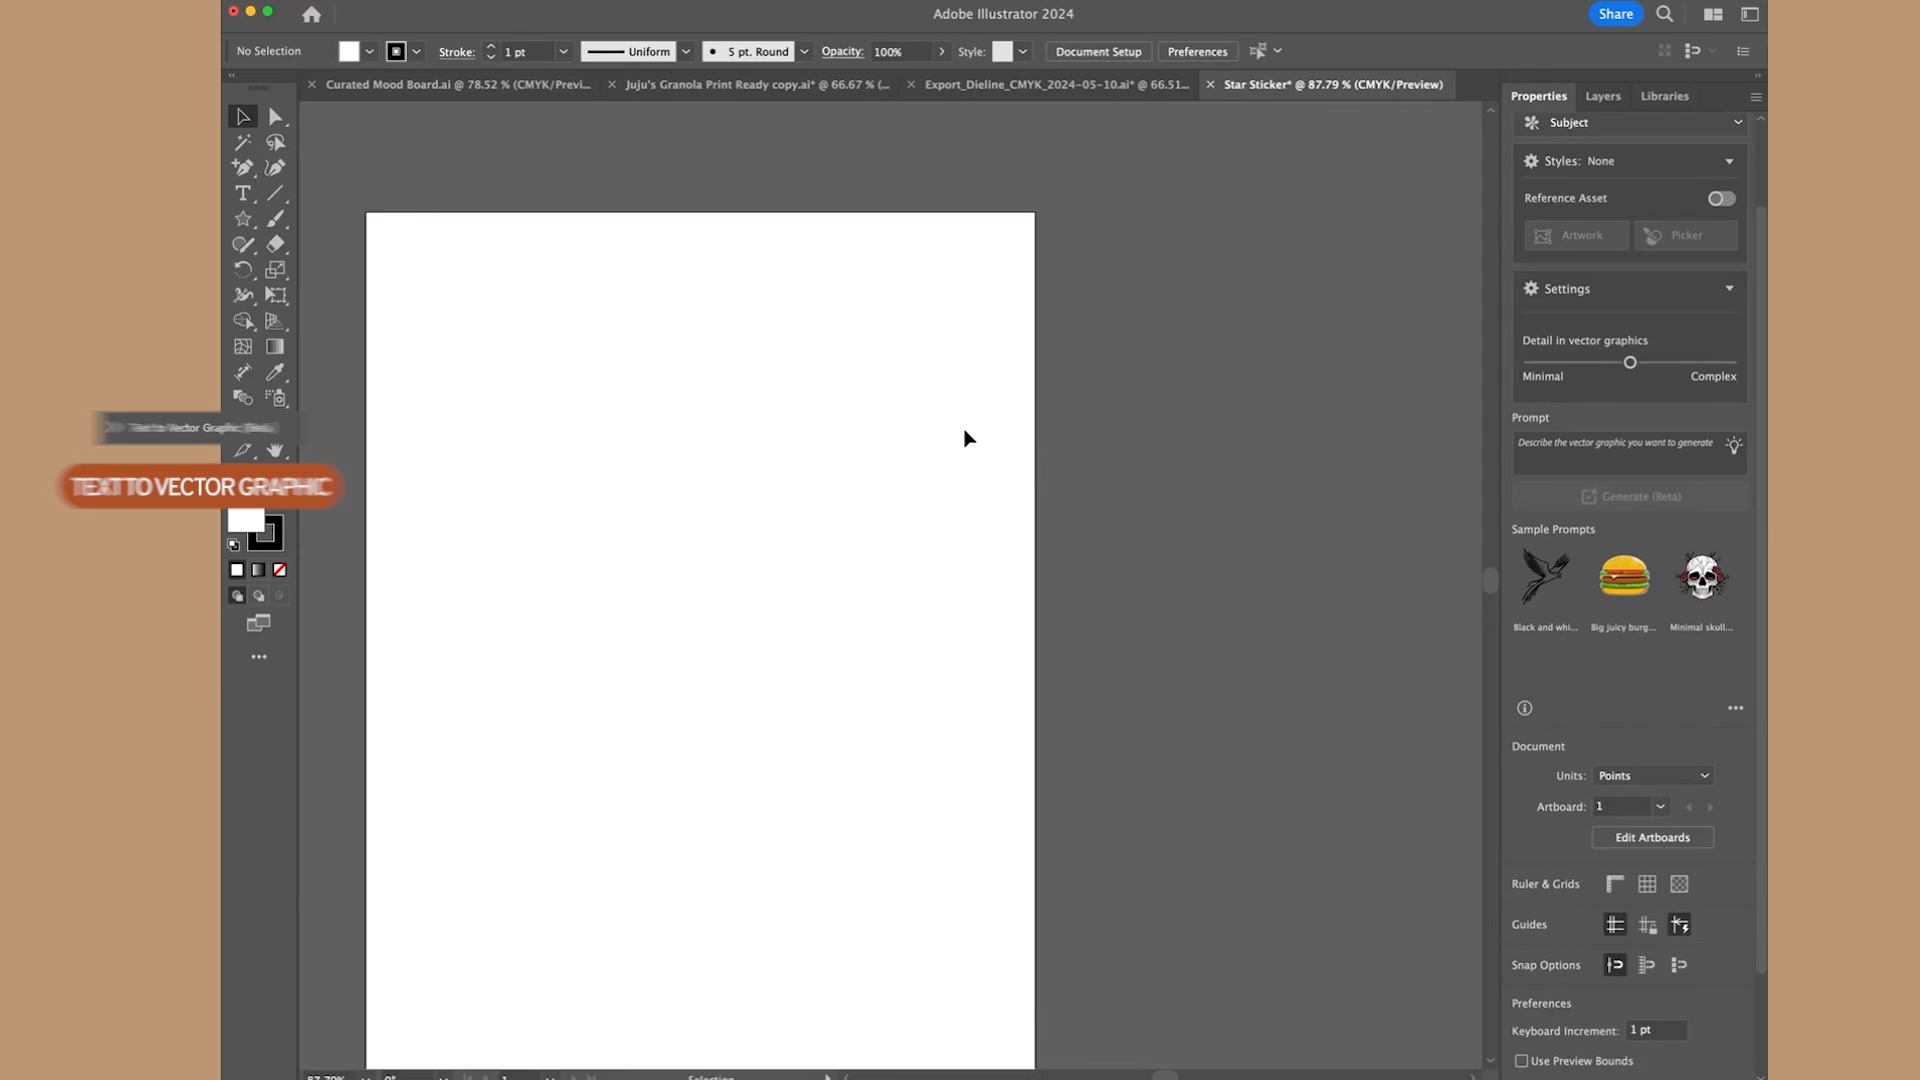 Adobe Illustrator 2024
Share
No Selection
Stroke:
1 pt
Uniform
5 pt. Round
Opacity:
100%
Style:
Document Setup
Preferences
Curated Mood Board.ai @ 78.52 % (CMYK/Previ...
Juju's Granola Print Ready copy.ai* @ 66.67 % (...
Export_Dieline_CMYK_2024-05-10.ai* @ 66.51...
Star Sticker* @ 87.79 % (CMYK/Preview)
Properties
Layers
Libraries
Subject
Styles: None
Reference Asset
Artwork
Picker
Settings
Detail in vector graphics
Minimal
Complex
Prompt
Describe the vector graphic you want to generate
Generate (Beta)
Sample Prompts
Black and whi...
Big juicy burg...
Minimal skull...
TEXT TO VECTOR GRAPHIC
Document
Units:
Points
Artboard:
1
Edit Artboards
Ruler & Grids
Guides
Snap Options
Preferences
Keyboard Increment:
1 pt
Use Preview Bounds
87.79%
0°
1
Selection